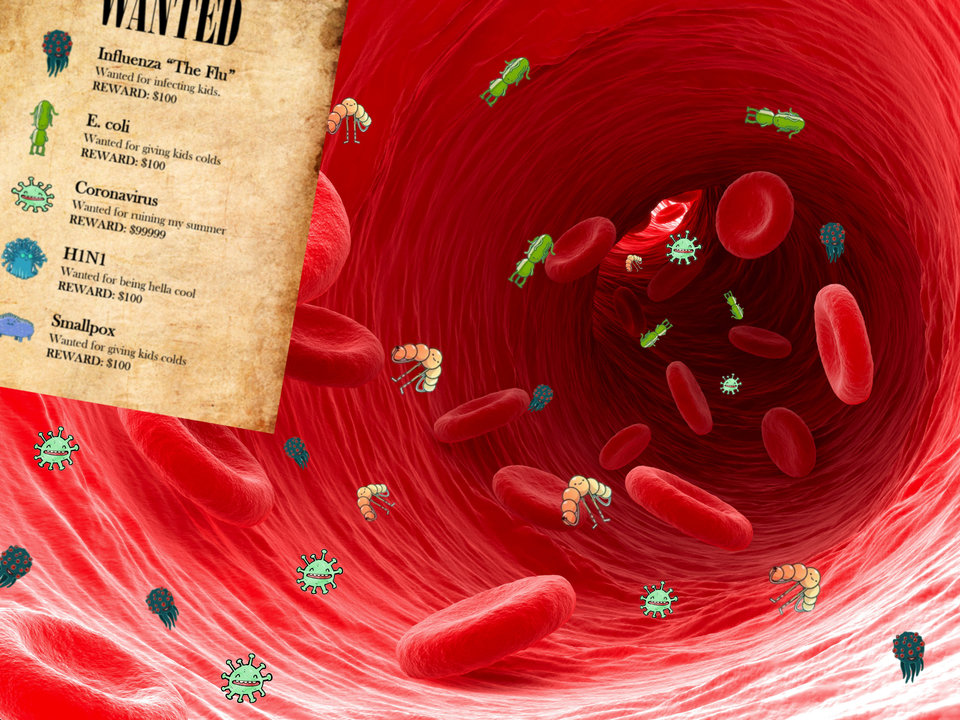 WANTED
Influenza “The Flu”
Wanted for infecting kids.
REWARD: $100
E. coli
Wanted for giving kids colds
REWARD: $100
Coronavirus
Wanted for ruining my summer
REWARD: $99999
H1N1
Wanted for being hella cool
REWARD: $100
Smallpox
Wanted for giving kids colds
REWARD: $100